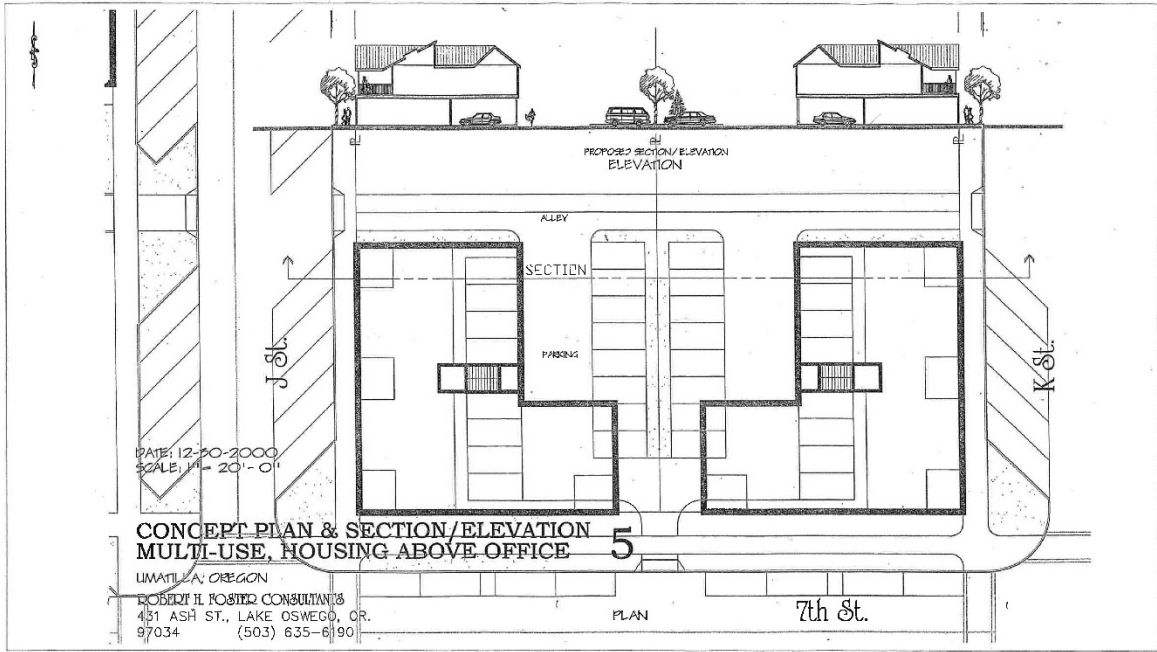 PROPOSED SECTION/ELEVATION
ELEVATION
ALLEY
SECTION
PARKING
J St.
K St.
DATE: 12-30-2000
SCALE: 1" = 20'-0"
CONCEPT PLAN & SECTION/ELEVATION
MULTI-USE, HOUSING ABOVE OFFICE 5
UMATILLA, OREGON
ROBERT H. FOSTER CONSULTANTS
431 ASH ST., LAKE OSWEGO, OR.
97034 (503) 635-6190
PLAN
7th St.